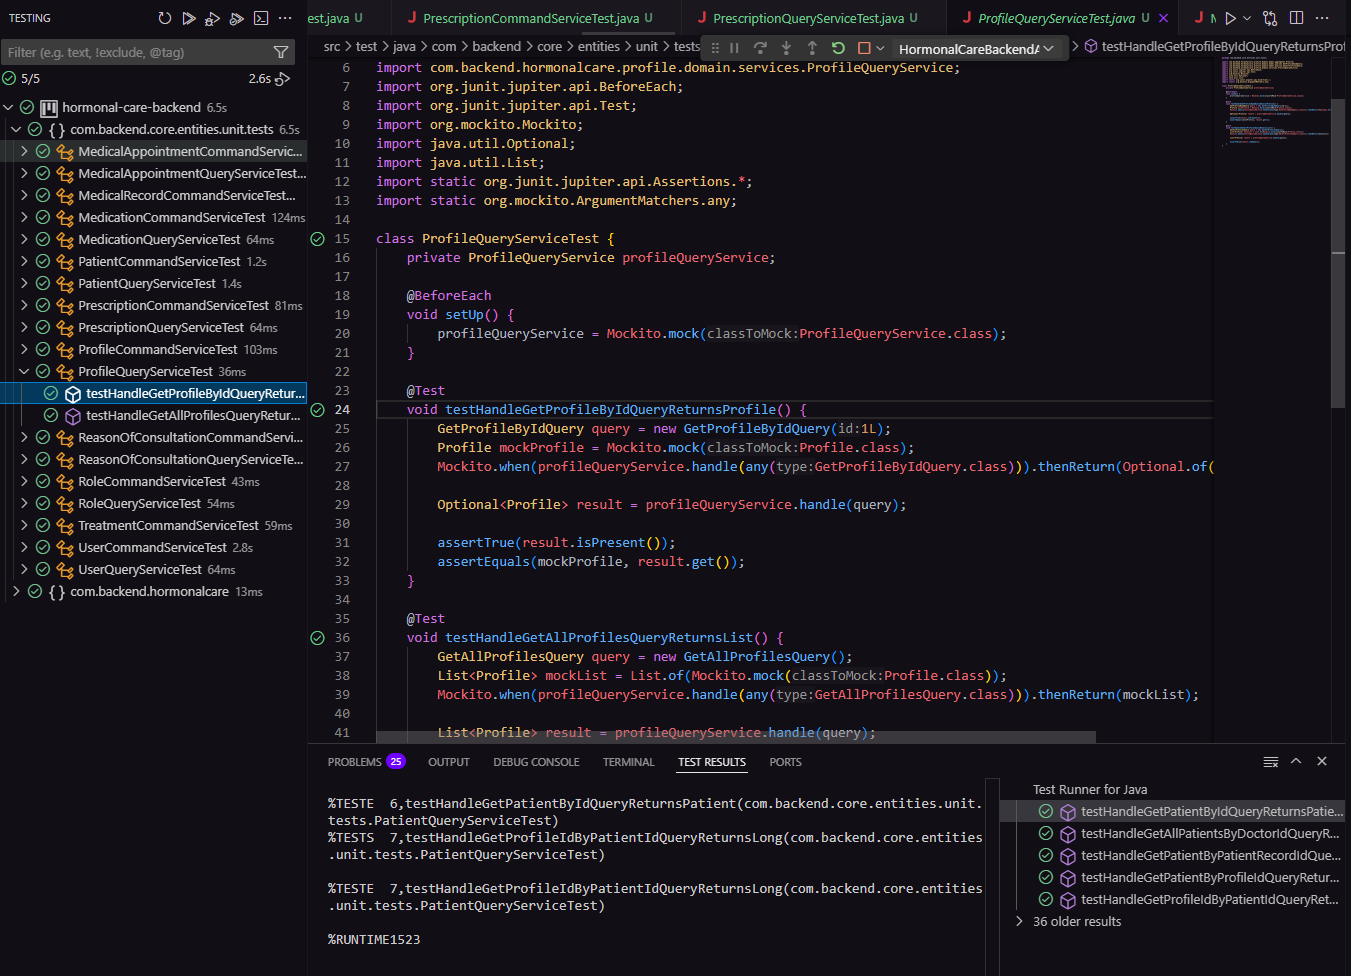 TESTING
Filter (e.g. text, !exclude, @tag)
5/5
2.6s
hormonal-care-backend 6.5s
{ } com.backend.core.entities.unit.tests 6.5s
MedicalAppointmentCommandServic...
MedicalAppointmentQueryServiceTest...
MedicalRecordCommandServiceTest...
MedicationCommandServiceTest 124ms
MedicationQueryServiceTest 64ms
PatientCommandServiceTest 1.2s
PatientQueryServiceTest 1.4s
PrescriptionCommandServiceTest 81ms
PrescriptionQueryServiceTest 64ms
ProfileCommandServiceTest 103ms
ProfileQueryServiceTest 36ms
testHandleGetProfileByIdQueryRetur...
testHandleGetAllProfilesQueryRetur...
ReasonOfConsultationCommandServi...
ReasonOfConsultationQueryServiceTe...
RoleCommandServiceTest 43ms
RoleQueryServiceTest 54ms
TreatmentCommandServiceTest 59ms
UserCommandServiceTest 2.8s
UserQueryServiceTest 64ms
{ } com.backend.hormonalcare 13ms
est.java U
J PrescriptionCommandServiceTest.java U
J PrescriptionQueryServiceTest.java U
J ProfileQueryServiceTest.java U
J
src > test > java > com > backend > core > entities > unit > tests
HormonalCareBackendA
> testHandleGetProfileByIdQueryReturnsProf
6 import com.backend.hormonalcare.profile.domain.services.ProfileQueryService;
7 import org.junit.jupiter.api.BeforeEach;
8 import org.junit.jupiter.api.Test;
9 import org.mockito.Mockito;
10 import java.util.Optional;
11 import java.util.List;
12 import static org.junit.jupiter.api.Assertions.*;
13 import static org.mockito.ArgumentMatchers.any;
14
15 class ProfileQueryServiceTest {
16 private ProfileQueryService profileQueryService;
17
18 @BeforeEach
19 void setUp() {
20 profileQueryService = Mockito.mock(classToMock:ProfileQueryService.class);
21 }
22
23 @Test
24 void testHandleGetProfileByIdQueryReturnsProfile() {
25 GetProfileByIdQuery query = new GetProfileByIdQuery(id:1L);
26 Profile mockProfile = Mockito.mock(classToMock:Profile.class);
27 Mockito.when(profileQueryService.handle(any(type:GetProfileByIdQuery.class))).thenReturn(Optional.of(
28
29 Optional<Profile> result = profileQueryService.handle(query);
30
31 assertTrue(result.isPresent());
32 assertEquals(mockProfile, result.get());
33 }
34
35 @Test
36 void testHandleGetAllProfilesQueryReturnsList() {
37 GetAllProfilesQuery query = new GetAllProfilesQuery();
38 List<Profile> mockList = List.of(Mockito.mock(classToMock:Profile.class));
39 Mockito.when(profileQueryService.handle(any(type:GetAllProfilesQuery.class))).thenReturn(mockList);
40
41 List<Profile> result = profileQueryService.handle(query);
PROBLEMS 25 OUTPUT DEBUG CONSOLE TERMINAL TEST RESULTS PORTS
%TESTE  6,testHandleGetPatientByIdQueryReturnsPatient(com.backend.core.entities.unit.
tests.PatientQueryServiceTest)
%TESTS  7,testHandleGetProfileIdByPatientIdQueryReturnsLong(com.backend.core.entities
.unit.tests.PatientQueryServiceTest)
%TESTE  7,testHandleGetProfileIdByPatientIdQueryReturnsLong(com.backend.core.entities
.unit.tests.PatientQueryServiceTest)
%RUNTIME1523
Test Runner for Java
testHandleGetPatientByIdQueryReturnsPatie...
testHandleGetAllPatientsByDoctorIdQueryR...
testHandleGetPatientByPatientRecordIdQue...
testHandleGetPatientByProfileIdQueryRetur...
testHandleGetProfileIdByPatientIdQueryRet...
36 older results